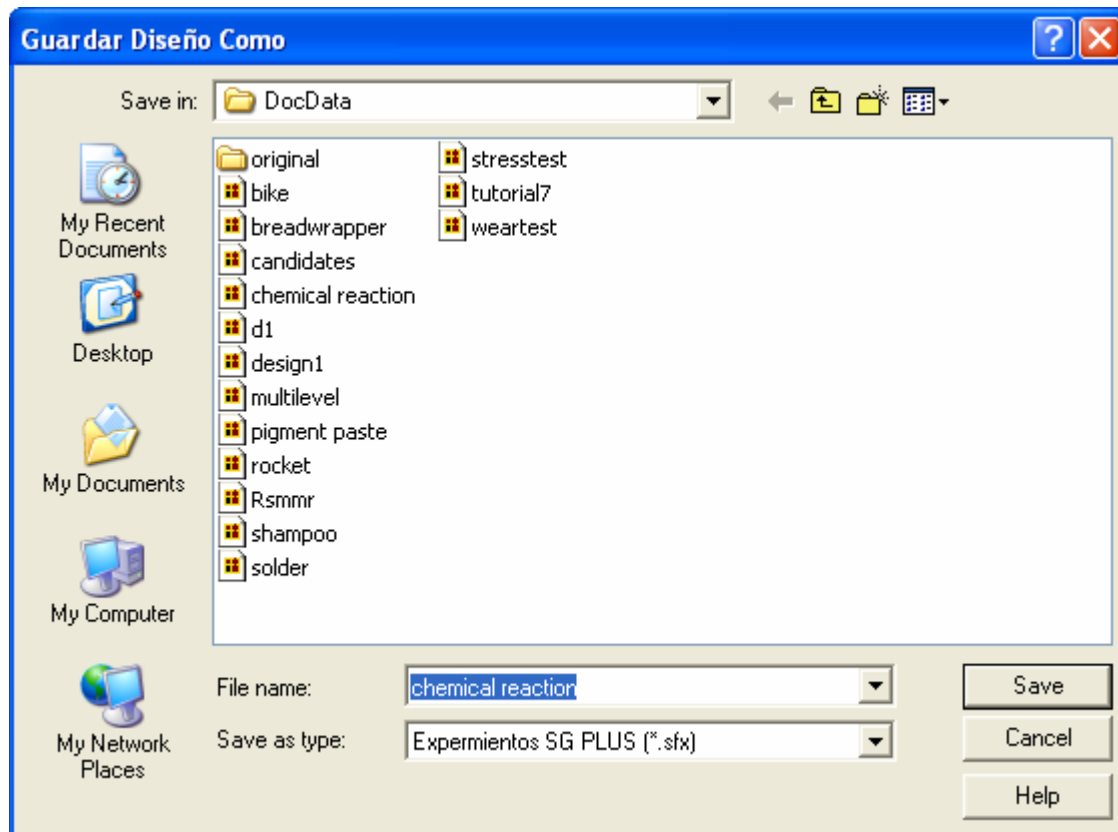 Guardar Diseño Como
Save in:
DocData
My Recent
Documents
Desktop
My Documents
My Computer
My Network
Places
original
bike
breadwrapper
candidates
chemical reaction
d1
design1
multilevel
pigment paste
rocket
Rsmmr
shampoo
solder
stresstest
tutorial7
weartest
File name:
chemical reaction
Save
Save as type:
Expermientos SG PLUS (*.sfx)
Cancel
Help